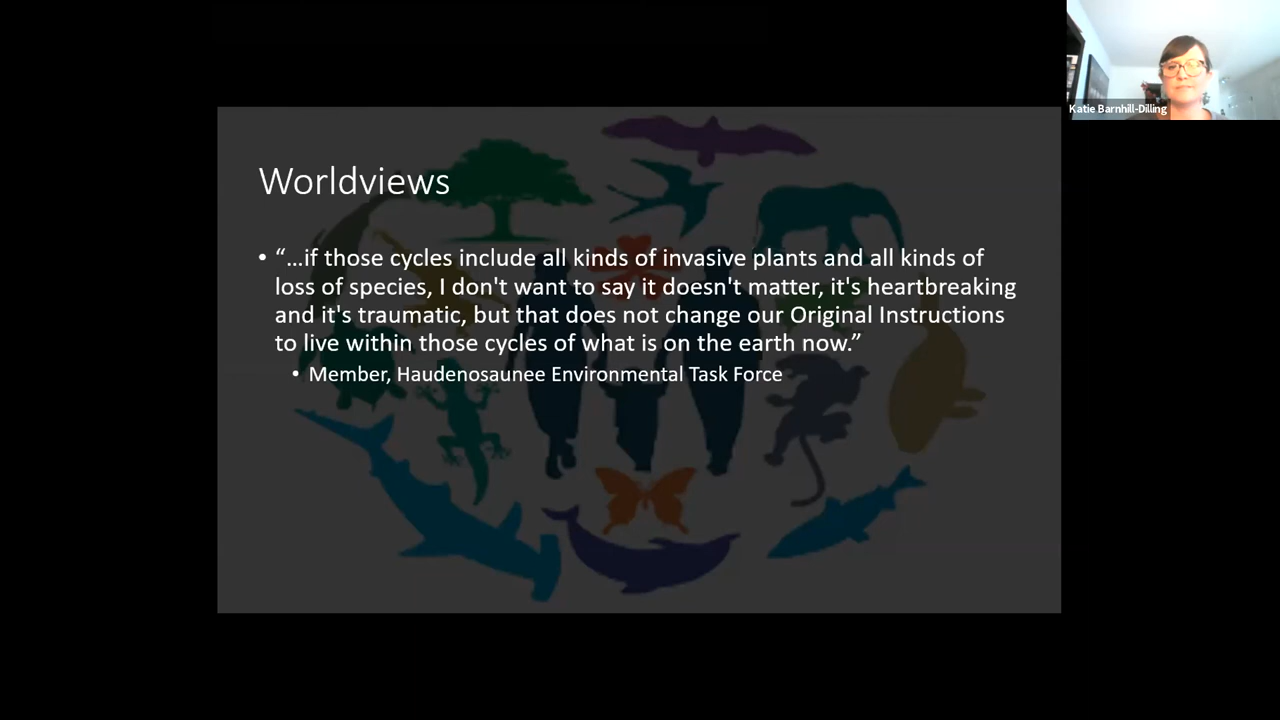 Katie Barnhill-Dilling
Worldviews
• “…if those cycles include all kinds of invasive plants and all kinds of
loss of species, I don't want to say it doesn't matter, it's heartbreaking
and it's traumatic, but that does not change our Original Instructions
to live within those cycles of what is on the earth now.”
• Member, Haudenosaunee Environmental Task Force